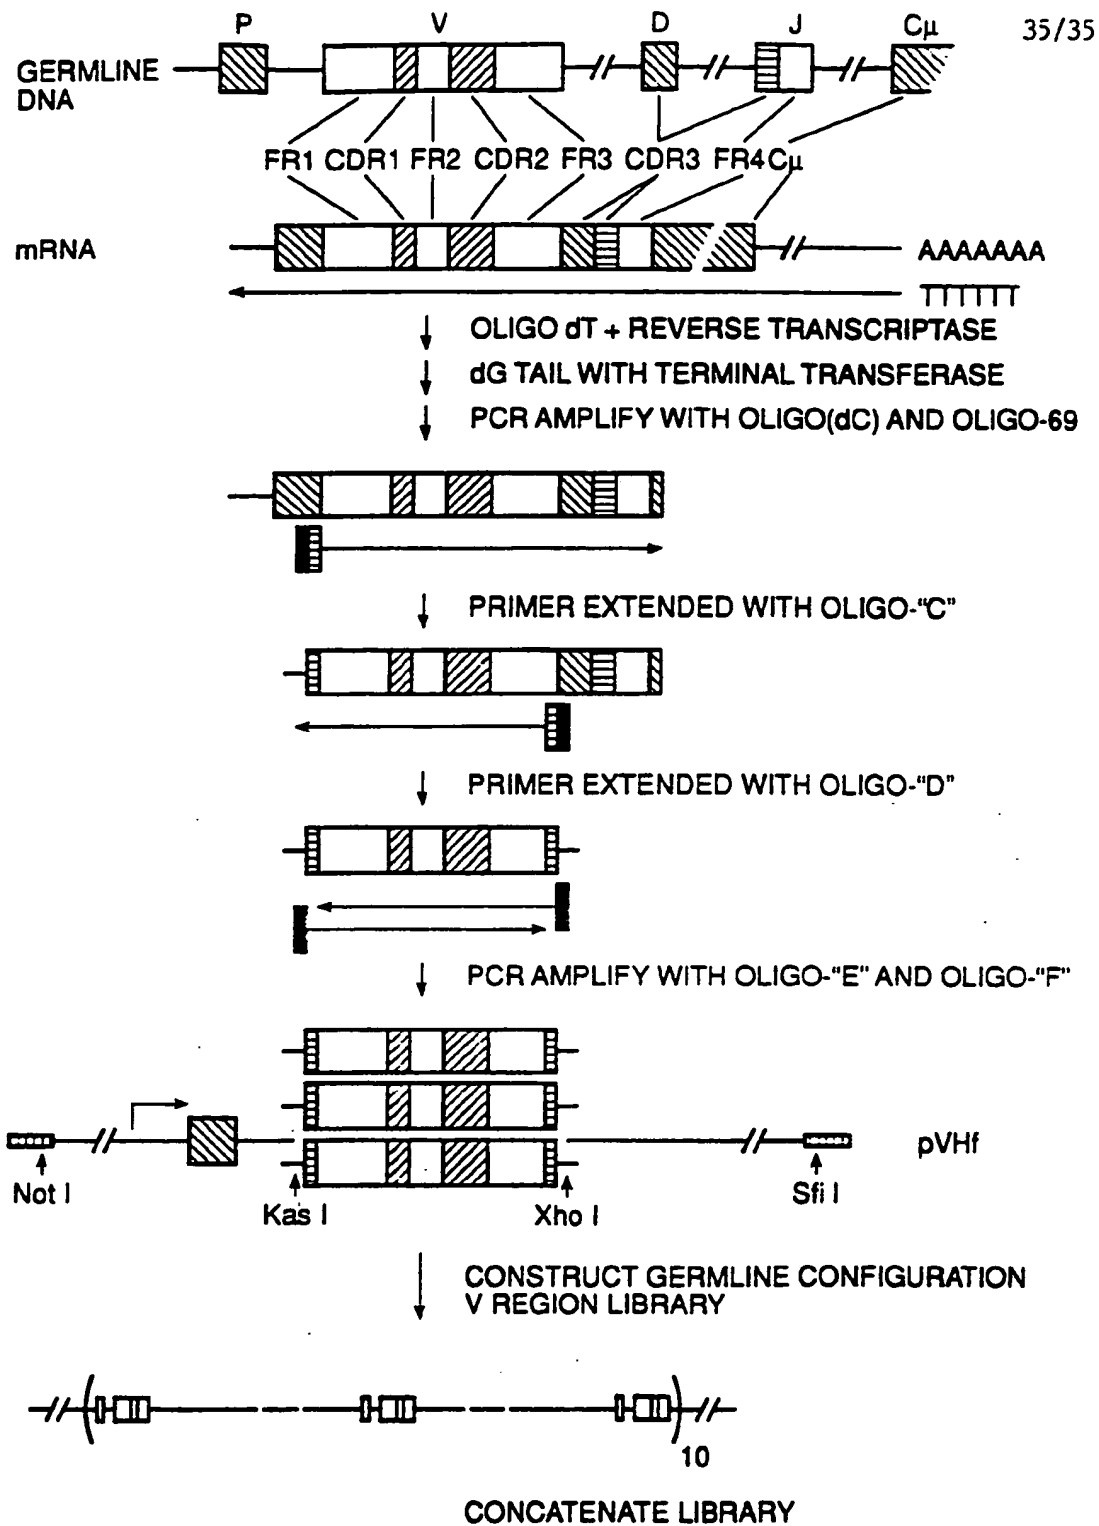 P V D J Cμ 35/35
GERMLINE
DNA
FR1 CDR1 FR2 CDR2 FR3 CDR3 FR4 Cμ
mRNA
AAAAAAA
TTTTTT
OLIGO dT + REVERSE TRANSCRIPTASE
dG TAIL WITH TERMINAL TRANSFERASE
PCR AMPLIFY WITH OLIGO(dC) AND OLIGO-69
PRIMER EXTENDED WITH OLIGO-"C"
PRIMER EXTENDED WITH OLIGO-"D"
PCR AMPLIFY WITH OLIGO-"E" AND OLIGO-"F"
pVHf
Not I
Sfi I
Kas I
Xho I
CONSTRUCT GERMLINE CONFIGURATION
V REGION LIBRARY
10
CONCATENATE LIBRARY